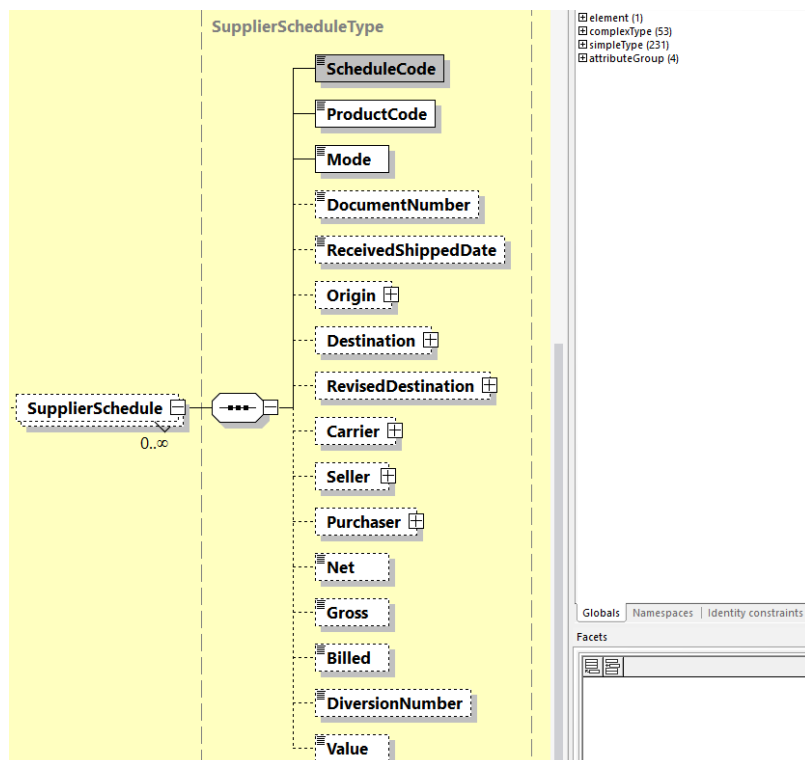 SupplierScheduleType
ScheduleCode
ProductCode
Mode
DocumentNumber
ReceivedShippedDate
Origin
Destination
RevisedDestination
SupplierSchedule
0..∞
Carrier
Seller
Purchaser
Net
Gross
Billed
DiversionNumber
Value
element (1)
complexType (53)
simpleType (231)
attributeGroup (4)
Globals Namespaces Identity constraints
Facets